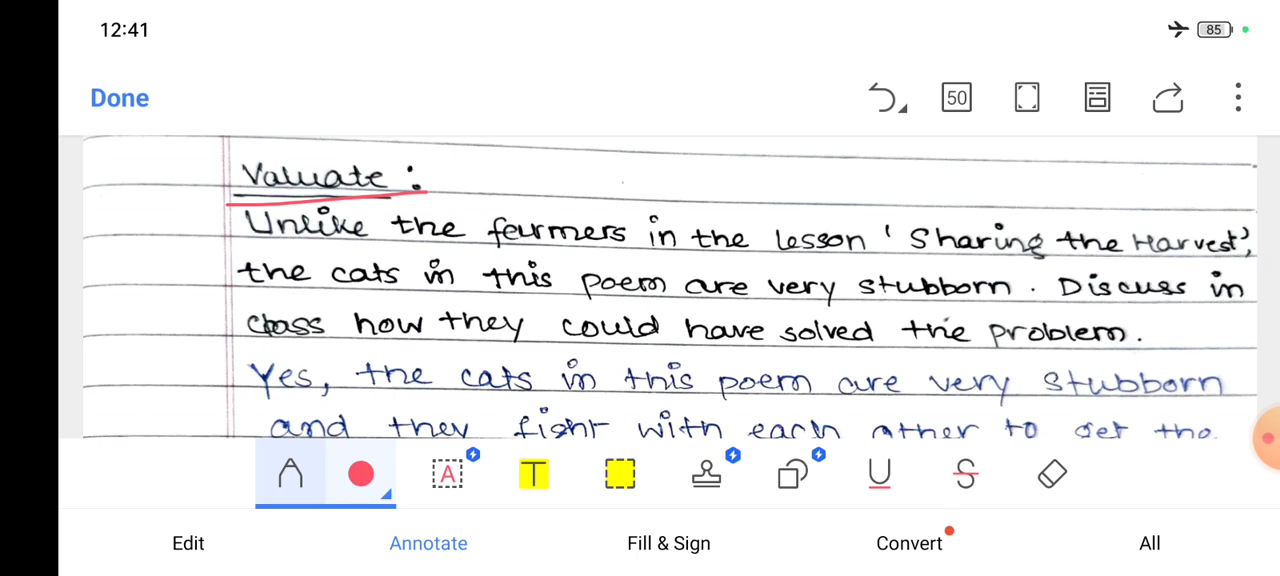 12:41
85
Done
50
Valuate :
Unlike the farmers in the lesson 'Sharing the Harvest',
the cats in this poem are very stubborn. Discuss in
class how they could have solved the problem.
Yes, the cats in this poem are very stubborn
and they fight with each other to get the
A
T
U
S
Edit
Annotate
Fill & Sign
Convert
All